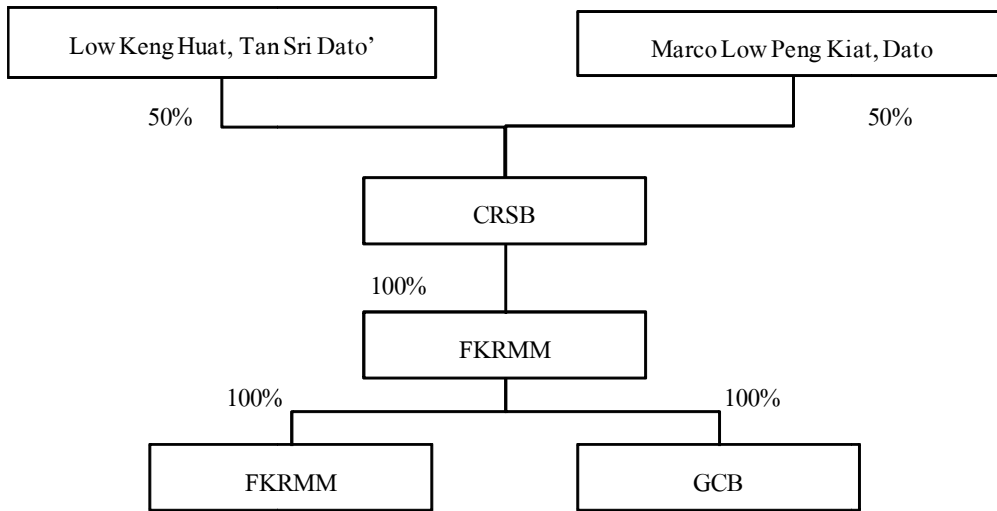 Low Keng Huat, Tan Sri Dato’
Marco Low Peng Kiat, Dato
50%
50%
CRSB
100%
FKRMM
100%
100%
FKRMM
GCB